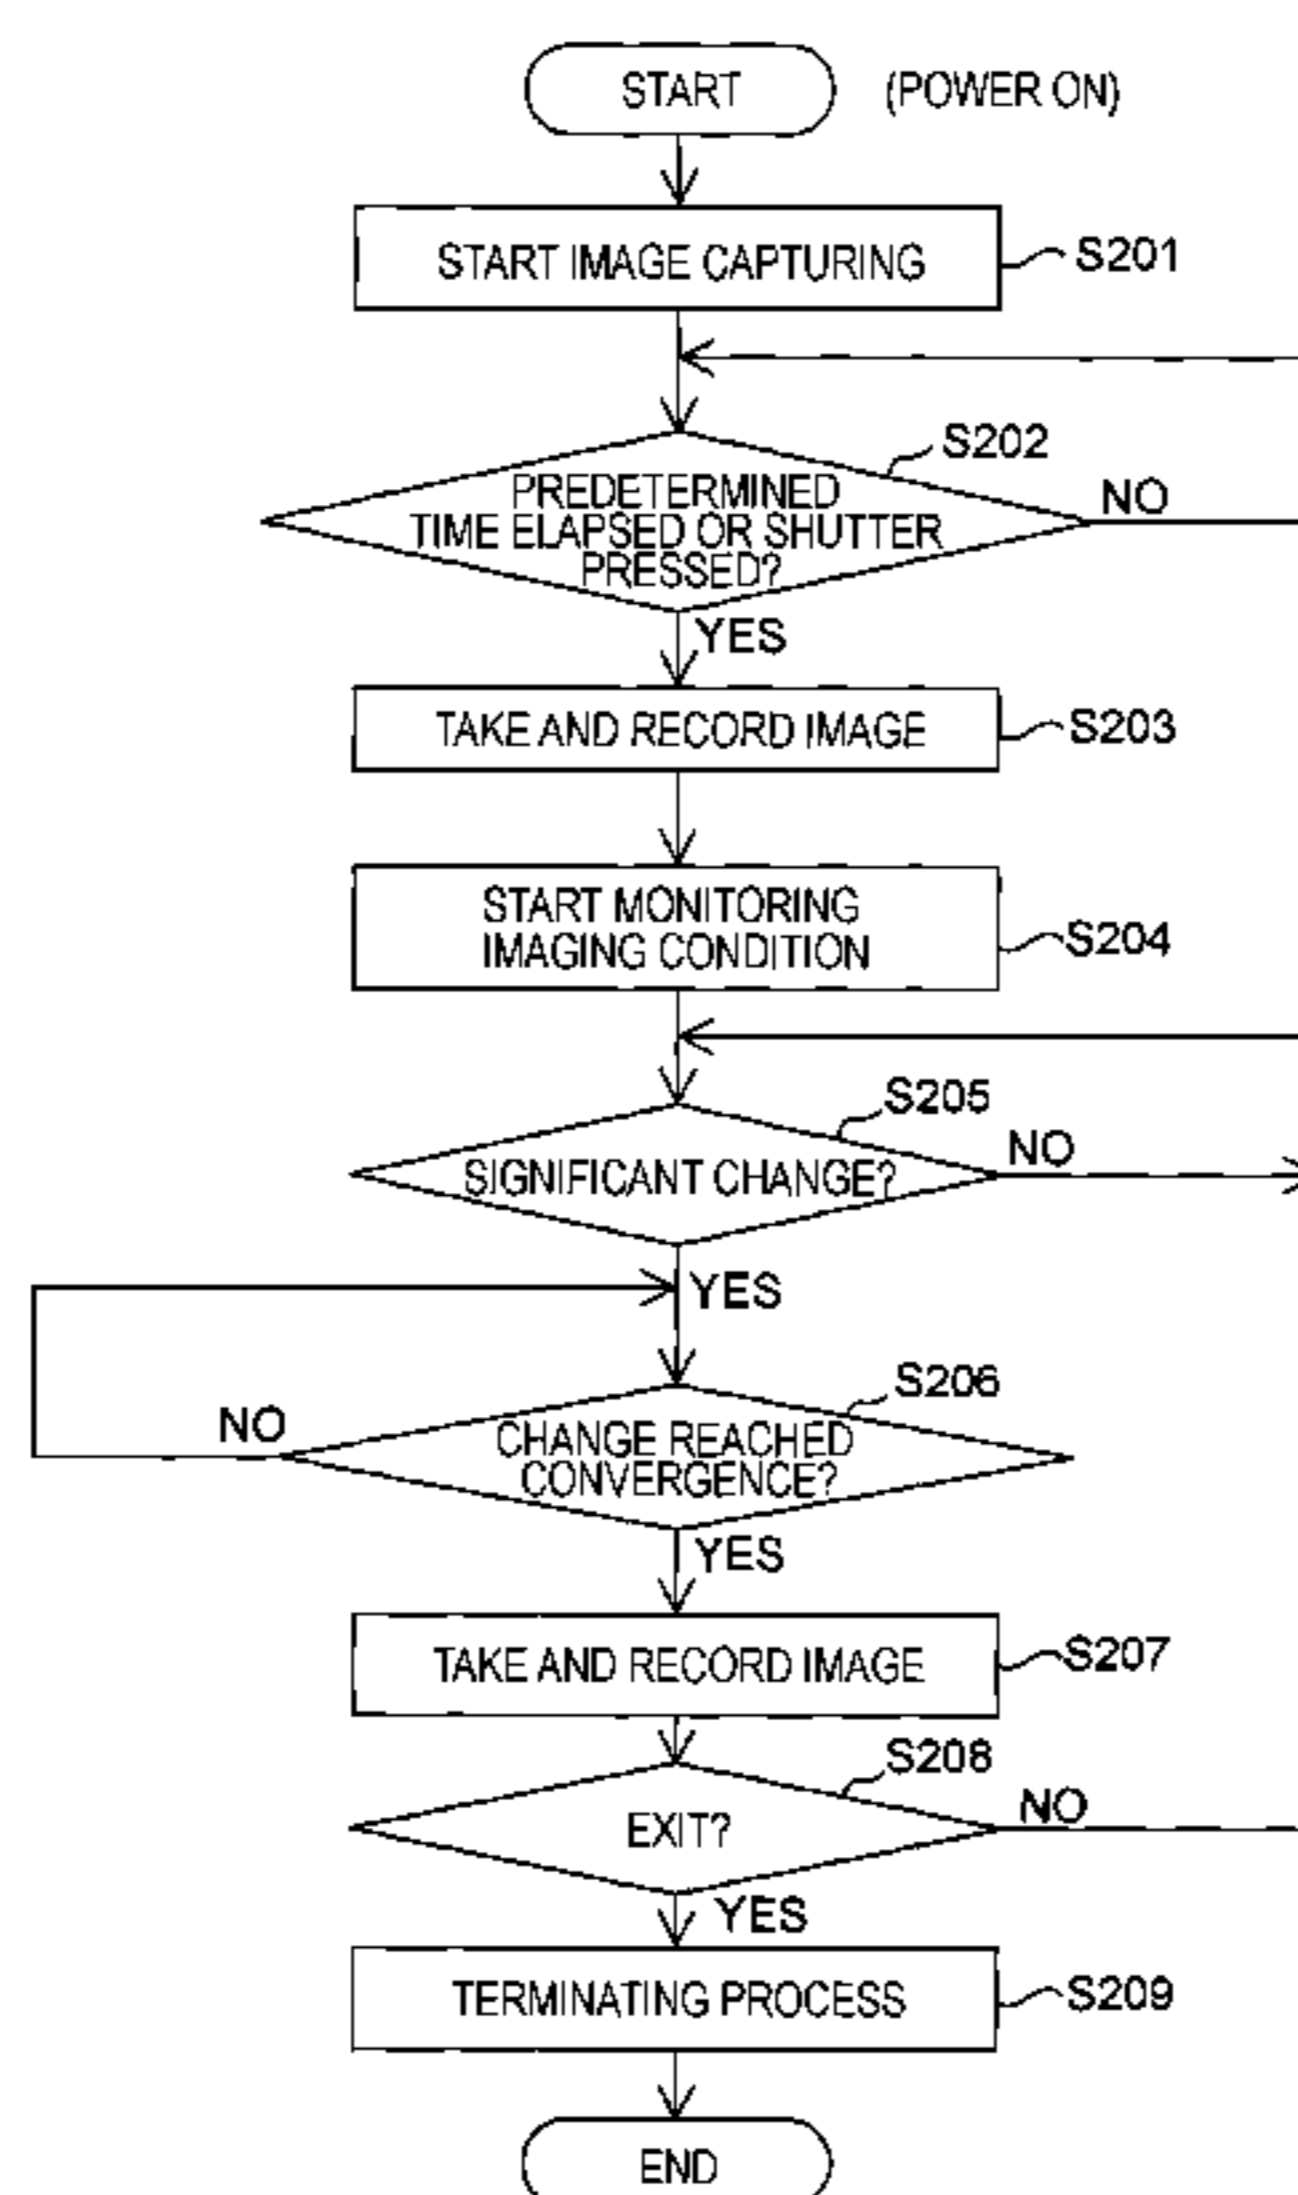 START
(POWER ON)
START IMAGE CAPTURING
S201
S202
PREDETERMINED
TIME ELAPSED OR SHUTTER
PRESSED?
NO
YES
TAKE AND RECORD IMAGE
S203
START MONITORING
IMAGING CONDITION
S204
S205
SIGNIFICANT CHANGE?
NO
YES
S206
CHANGE REACHED
CONVERGENCE?
NO
YES
TAKE AND RECORD IMAGE
S207
S208
EXIT?
NO
YES
TERMINATING PROCESS
S209
END